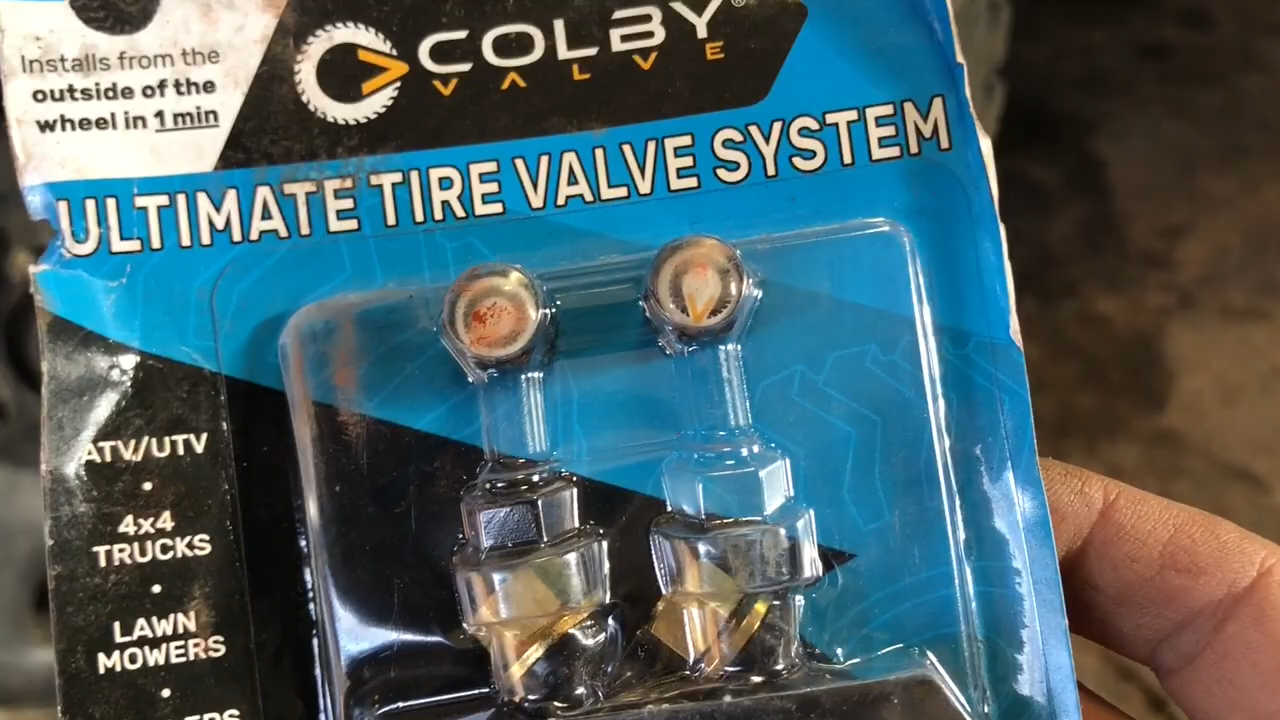 Installs from the
outside of the
wheel in 1 min
COLBY®
VALVE
ULTIMATE TIRE VALVE SYSTEM
ATV/UTV
•
4x4
TRUCKS
•
LAWN
MOWERS
•